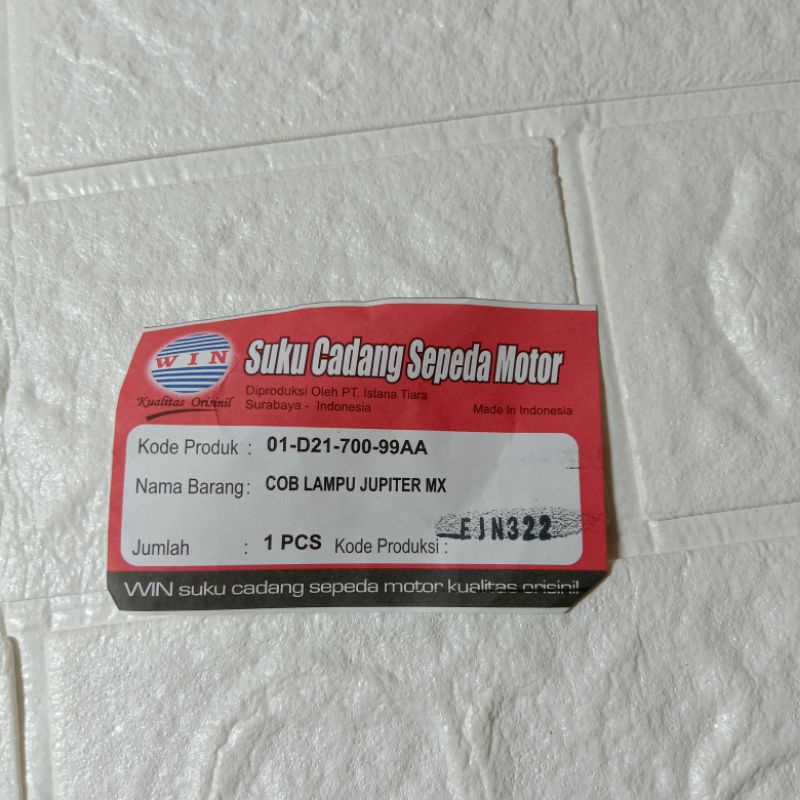 WIN
Kualitas Orisinil
Suku Cadang Sepeda Motor
Diproduksi Oleh PT. Istana Tiara
Surabaya - Indonesia
Made In Indonesia
Kode Produk : 01-D21-700-99AA
Nama Barang : COB LAMPU JUPITER MX
Jumlah : 1 PCS Kode Produksi : EJN322
WIN suku cadang sepeda motor kualitas orisinil